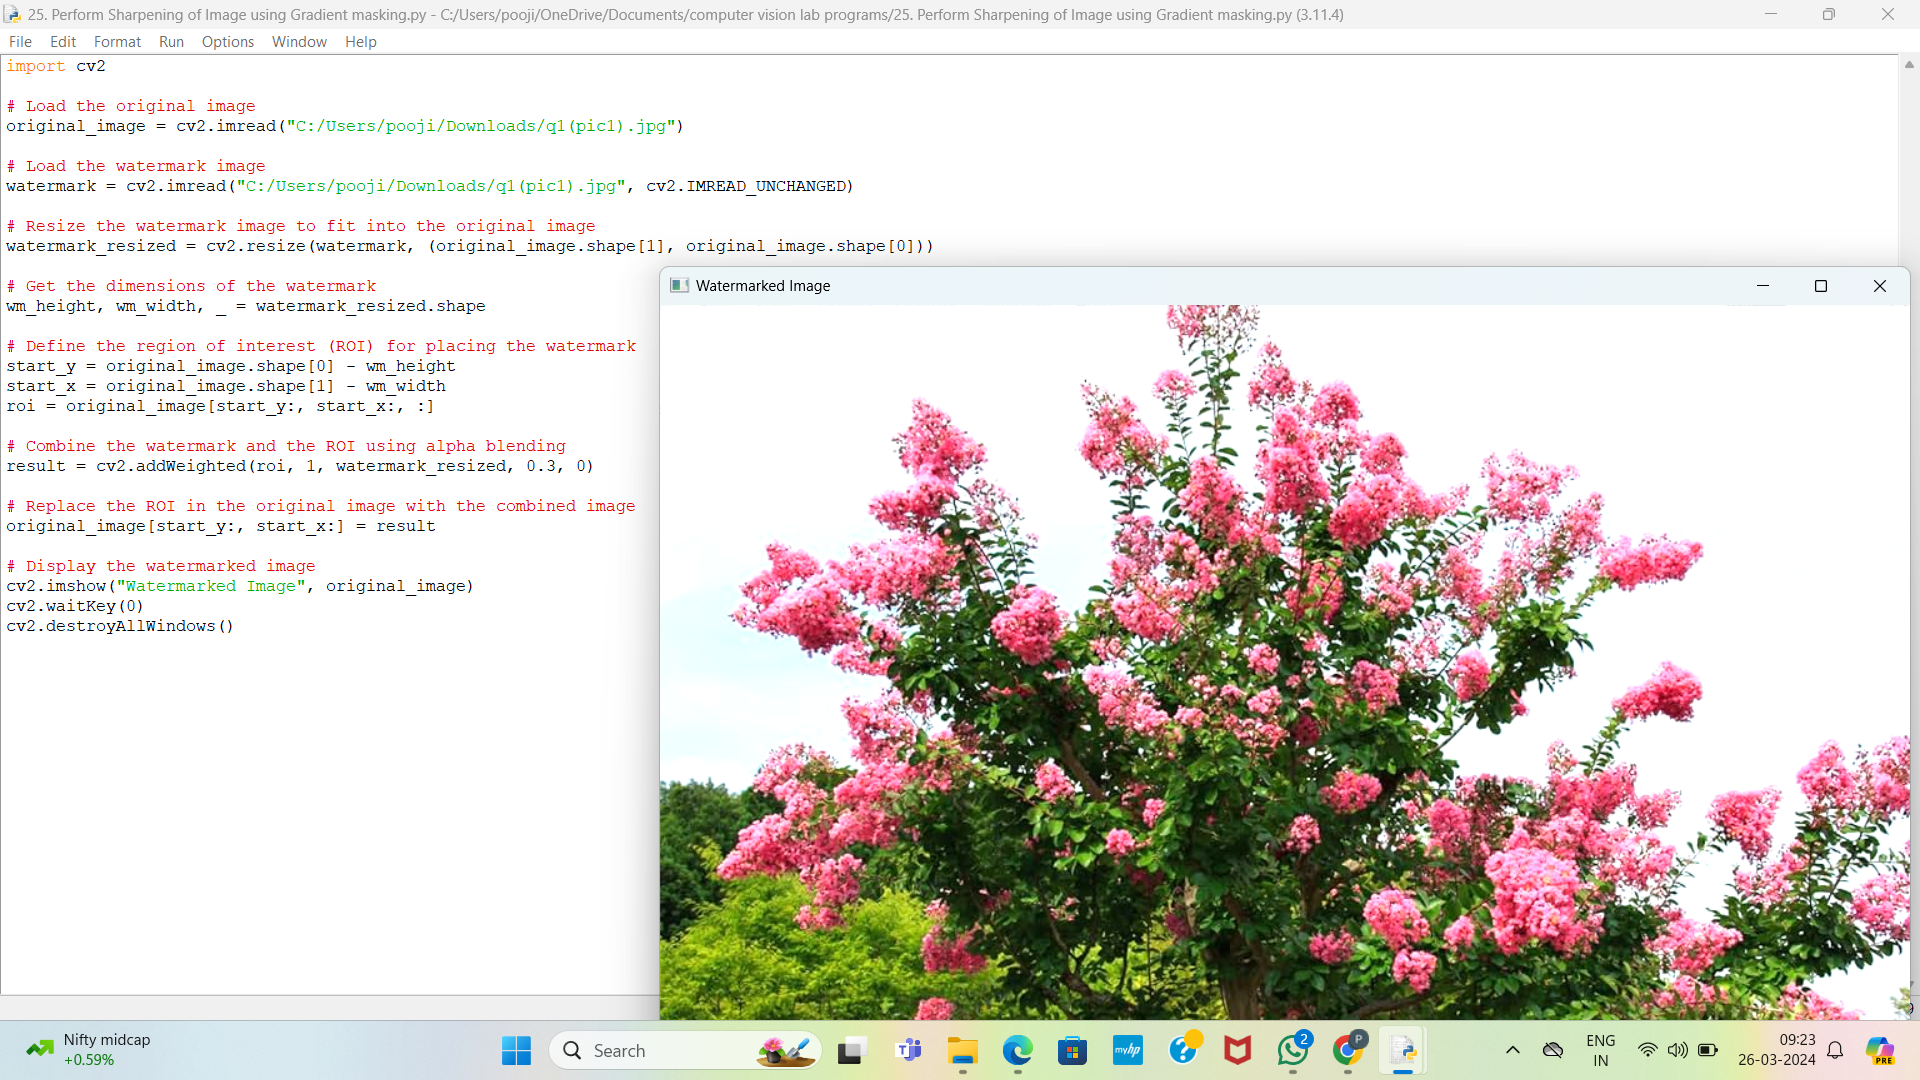 25. Perform Sharpening of Image using Gradient masking.py - C:/Users/pooji/OneDrive/Documents/computer vision lab programs/25. Perform Sharpening of Image using Gradient masking.py (3.11.4)
File Edit Format Run Options Window Help
import cv2
# Load the original image
original_image = cv2.imread("C:/Users/pooji/Downloads/q1(pic1).jpg")
# Load the watermark image
watermark = cv2.imread("C:/Users/pooji/Downloads/q1(pic1).jpg", cv2.IMREAD_UNCHANGED)
# Resize the watermark image to fit into the original image
watermark_resized = cv2.resize(watermark, (original_image.shape[1], original_image.shape[0]))
# Get the dimensions of the watermark
wm_height, wm_width, _ = watermark_resized.shape
# Define the region of interest (ROI) for placing the watermark
start_y = original_image.shape[0] - wm_height
start_x = original_image.shape[1] - wm_width
roi = original_image[start_y:, start_x:, :]
# Combine the watermark and the ROI using alpha blending
result = cv2.addWeighted(roi, 1, watermark_resized, 0.3, 0)
# Replace the ROI in the original image with the combined image
original_image[start_y:, start_x:] = result
# Display the watermarked image
cv2.imshow("Watermarked Image", original_image)
cv2.waitKey(0)
cv2.destroyAllWindows()
Watermarked Image
Nifty midcap
+0.59%
Search
myhp
2
P
ENG
IN
09:23
26-03-2024
PRE